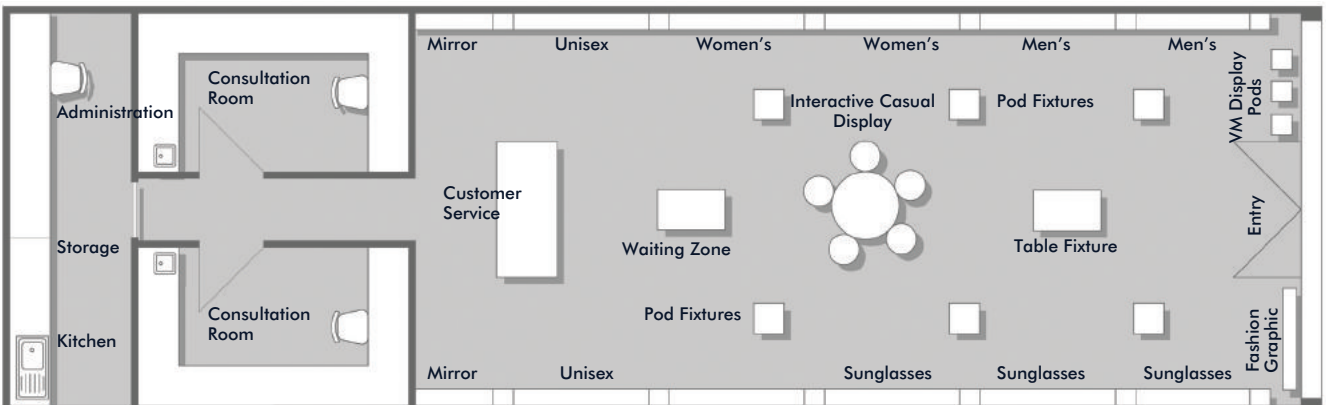 Mirror
Unisex
Women's
Women's
Men's
Men's
Consultation
Room
Administration
Interactive Casual
Display
Pod Fixtures
VM Display
Pods
Customer
Service
Entry
Storage
Waiting Zone
Table Fixture
Consultation
Room
Pod Fixtures
Kitchen
Fashion
Graphic
Mirror
Unisex
Sunglasses
Sunglasses
Sunglasses